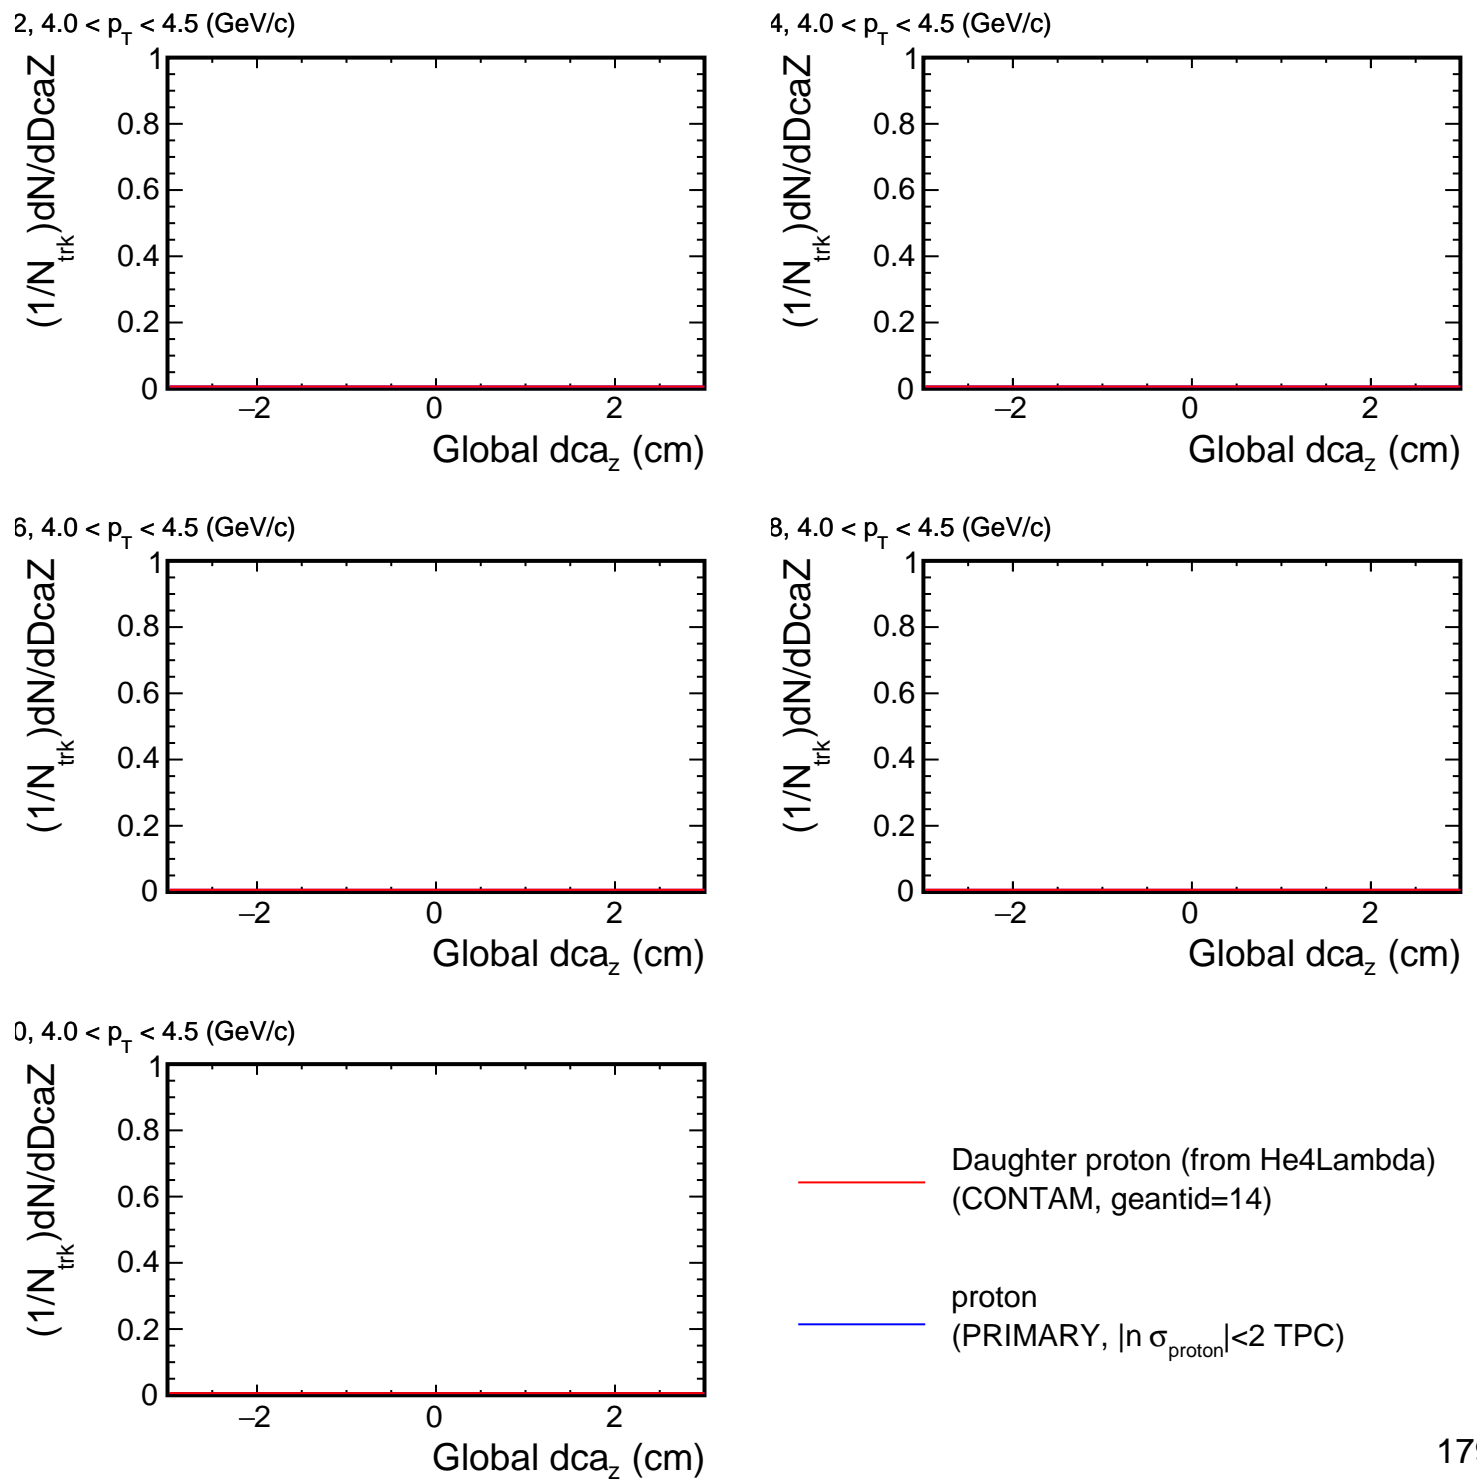 2, 4.0 < p_T < 4.5 (GeV/c)
(1/N_trk)dN/dDcaZ
1
0.8
0.6
0.4
0.2
0
−2 0 2
Global dca_z (cm)
4, 4.0 < p_T < 4.5 (GeV/c)
(1/N_trk)dN/dDcaZ
1
0.8
0.6
0.4
0.2
0
−2 0 2
Global dca_z (cm)
6, 4.0 < p_T < 4.5 (GeV/c)
(1/N_trk)dN/dDcaZ
1
0.8
0.6
0.4
0.2
0
−2 0 2
Global dca_z (cm)
8, 4.0 < p_T < 4.5 (GeV/c)
(1/N_trk)dN/dDcaZ
1
0.8
0.6
0.4
0.2
0
−2 0 2
Global dca_z (cm)
0, 4.0 < p_T < 4.5 (GeV/c)
(1/N_trk)dN/dDcaZ
1
0.8
0.6
0.4
0.2
0
−2 0 2
Global dca_z (cm)
Daughter proton (from He4Lambda)
(CONTAM, geantid=14)
proton
(PRIMARY, |n σ_proton|<2 TPC)
179